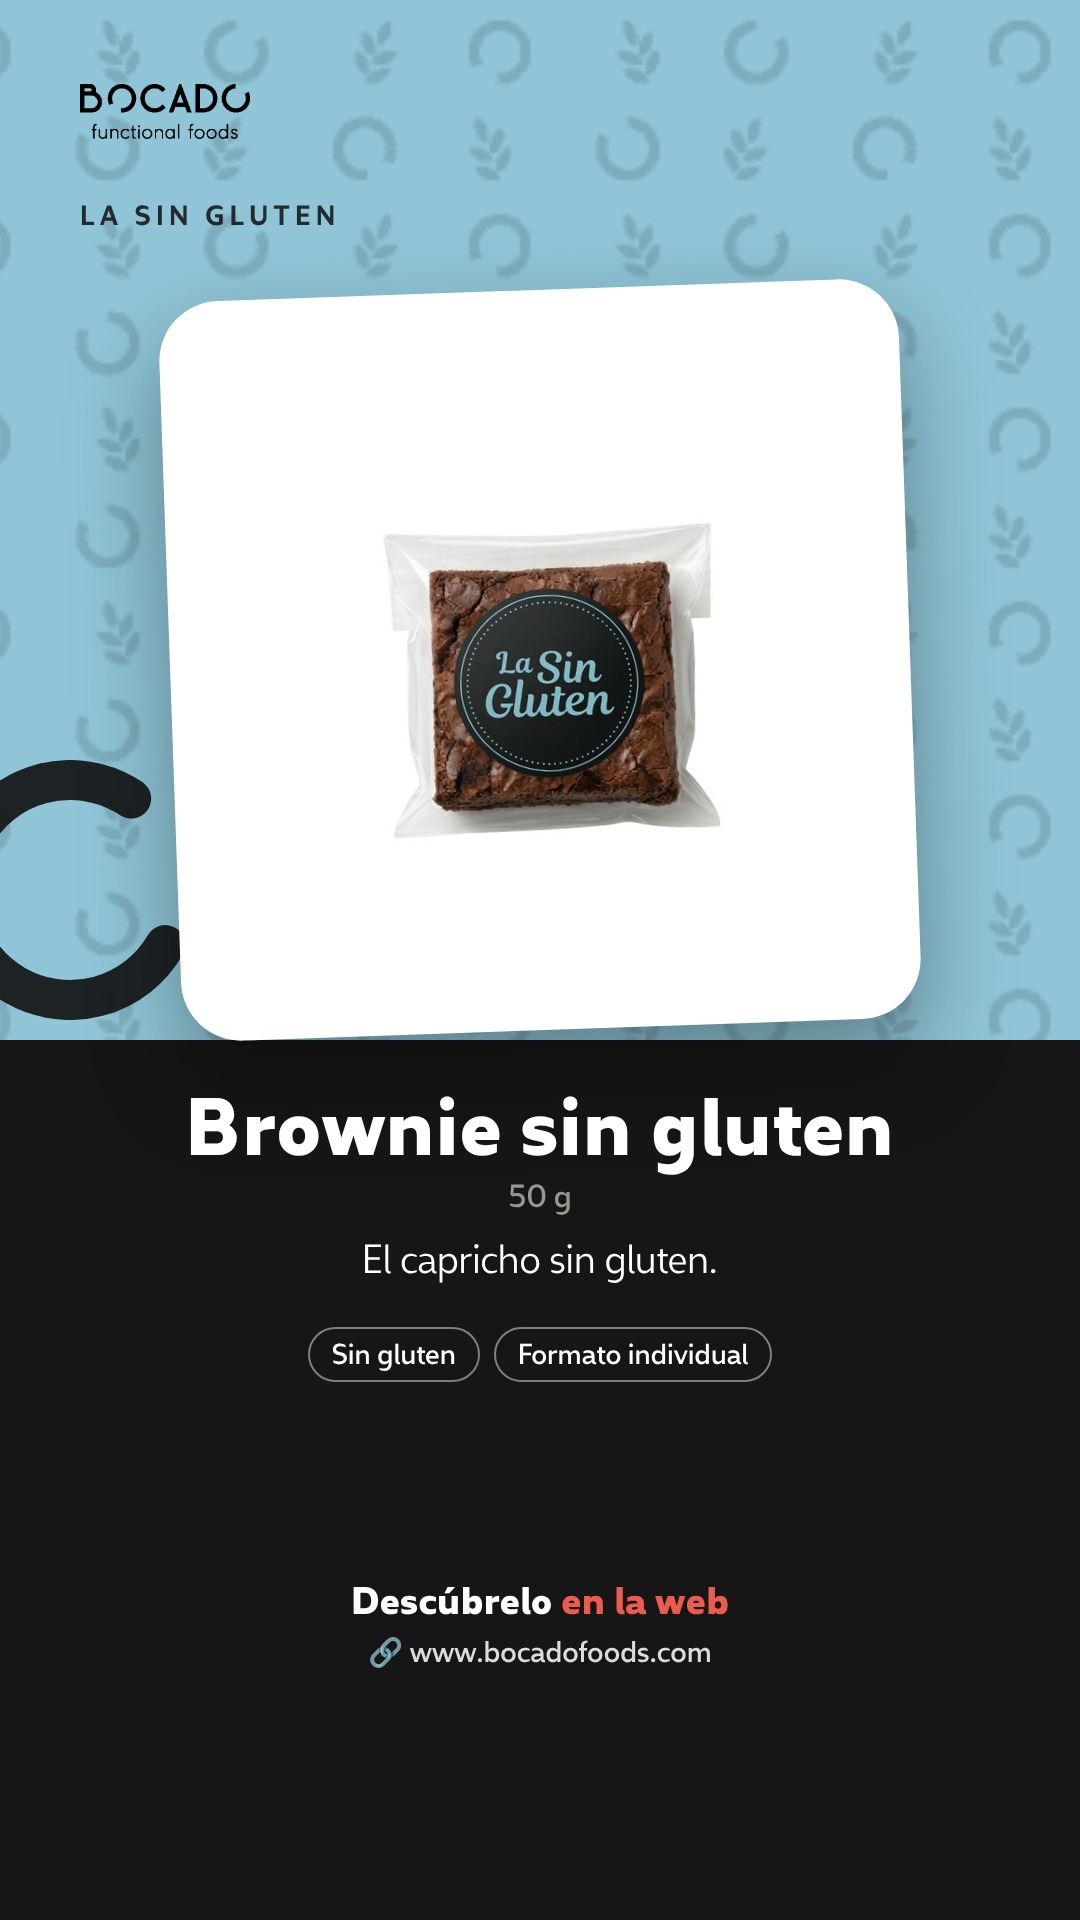 BOCADO
functional foods
LA SIN GLUTEN
La Sin
Gluten
Brownie sin gluten
50 g
El capricho sin gluten.
Sin gluten
Formato individual
Descúbrelo en la web
www.bocadofoods.com